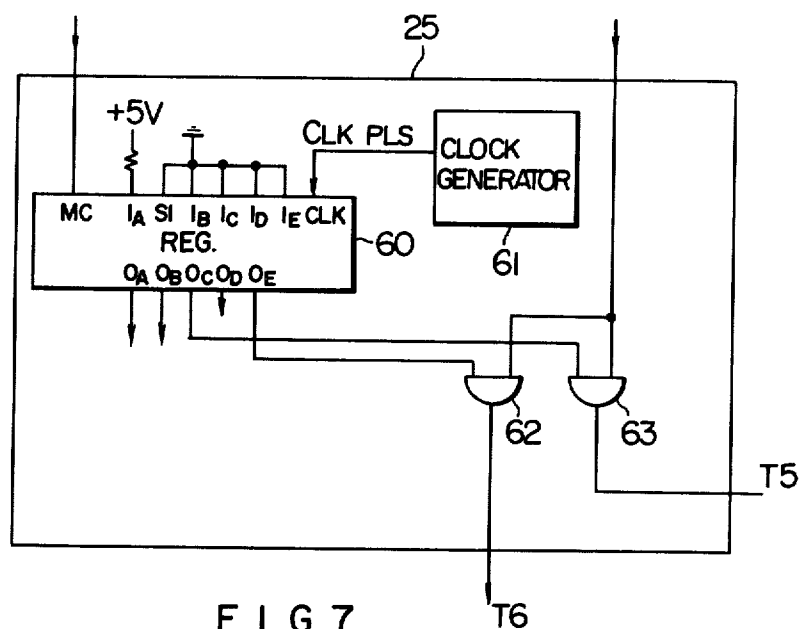 25
+5V
CLK PLS
CLOCK
GENERATOR
MC IA SI IB IC ID IE CLK
REG.
60
61
OA OB OC OD OE
62
63
T5
T6
FIG 7